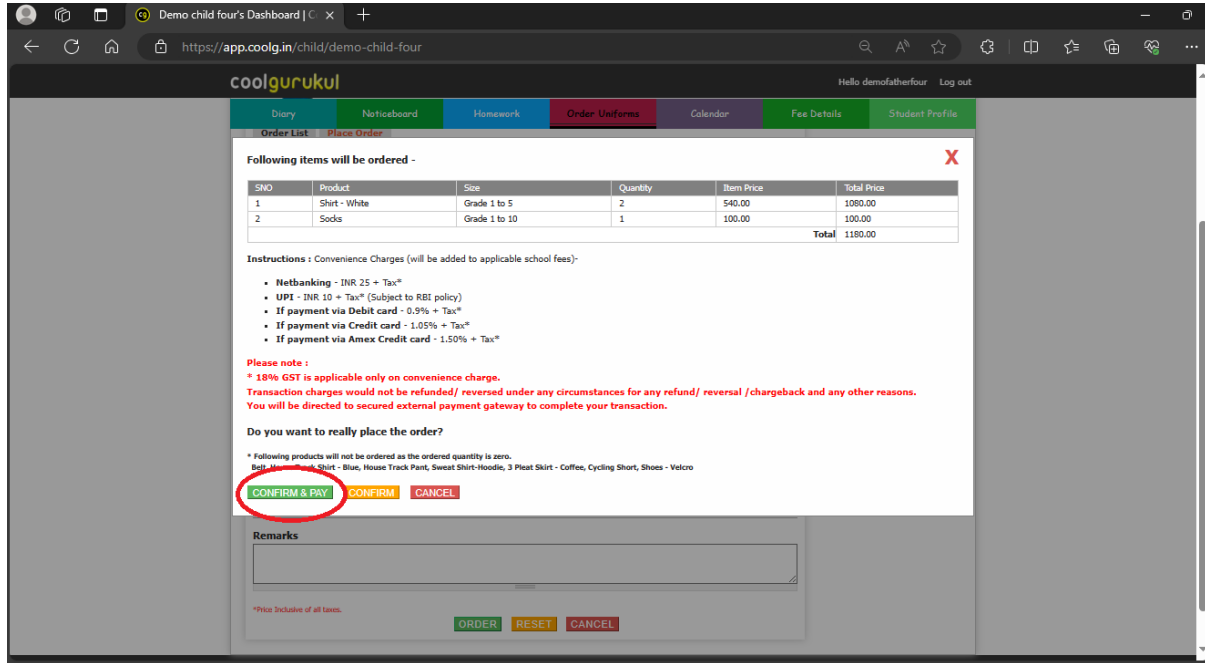 Demo child four's Dashboard | C
https://app.coolg.in/child/demo-child-four
coolgurukul
Hello demofatherfour Log out
Diary Noticeboard Homework Order Uniforms Calendar Fee Details Student Profile
Order List Place Order
Following items will be ordered -
X
SNO Product Size Quantity Item Price Total Price
1 Shirt - White Grade 1 to 5 2 540.00 1080.00
2 Socks Grade 1 to 10 1 100.00 100.00
Total 1180.00
Instructions : Convenience Charges (will be added to applicable school fees)-
• Netbanking - INR 25 + Tax*
• UPI - INR 10 + Tax* (Subject to RBI policy)
• If payment via Debit card - 0.9% + Tax*
• If payment via Credit card - 1.05% + Tax*
• If payment via Amex Credit card - 1.50% + Tax*
Please note :
* 18% GST is applicable only on convenience charge.
Transaction charges would not be refunded/ reversed under any circumstances for any refund/ reversal /chargeback and any other reasons.
You will be directed to secured external payment gateway to complete your transaction.
Do you want to really place the order?
* Following products will not be ordered as the ordered quantity is zero.
Belt, House Track Shirt - Blue, House Track Pant, Sweat Shirt-Hoodie, 3 Pleat Skirt - Coffee, Cycling Short, Shoes - Velcro
CONFIRM & PAY CONFIRM CANCEL
Remarks
*Price Inclusive of all taxes.
ORDER RESET CANCEL